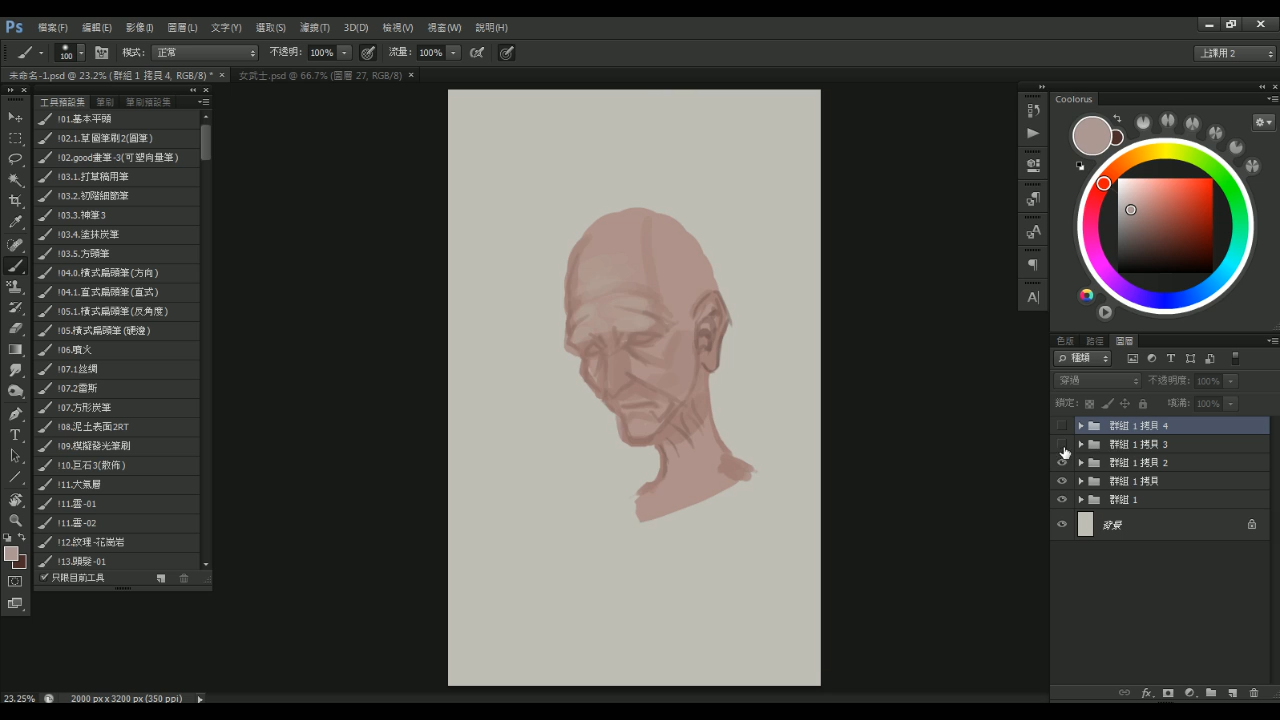 Ps 檔案(F) 編輯(E) 影像(I) 圖層(L) 文字(Y) 選取(S) 濾鏡(T) 3D(D) 檢視(V) 視窗(W) 說明(H)
100 模式: 正常 不透明: 100% 流量: 100% 上課用 2
未命名-1.psd @ 23.2% (群組 1 拷貝 4, RGB/8) * × 女武士.psd @ 66.7% (圖層 27, RGB/8) ×
工具預設集 筆刷 筆刷預設集
!01.基本平頭
!02.1.草圖筆刷2(圓筆)
!02.good畫筆-3(可塑向量筆)
!03.1.打草稿用筆
!03.2.初階細節筆
!03.3.神筆3
!03.4.塗抹炭筆
!03.5.方頭筆
!04.0.橫式扁頭筆(方向)
!04.1.直式扁頭筆(直式)
!05.1.橫式扁頭筆(反角度)
!05.橫式扁頭筆(硬邊)
!06.噴火
!07.1絲綢
!07.2雷斯
!07.方形炭筆
!08.泥土表面2RT
!09.模擬發光筆刷
!10.巨石3(散佈)
!11.大氣層
!11.雲-01
!11.雲-02
!12.紋理-花崗岩
!13.頭髮-01
只限目前工具
Coolorus
色版 路徑 圖層
種類
穿過 不透明度: 100%
鎖定: 填滿: 100%
群組 1 拷貝 4
群組 1 拷貝 3
群組 1 拷貝 2
群組 1 拷貝
群組 1
背景
23.25% 2000 px x 3200 px (350 ppi)